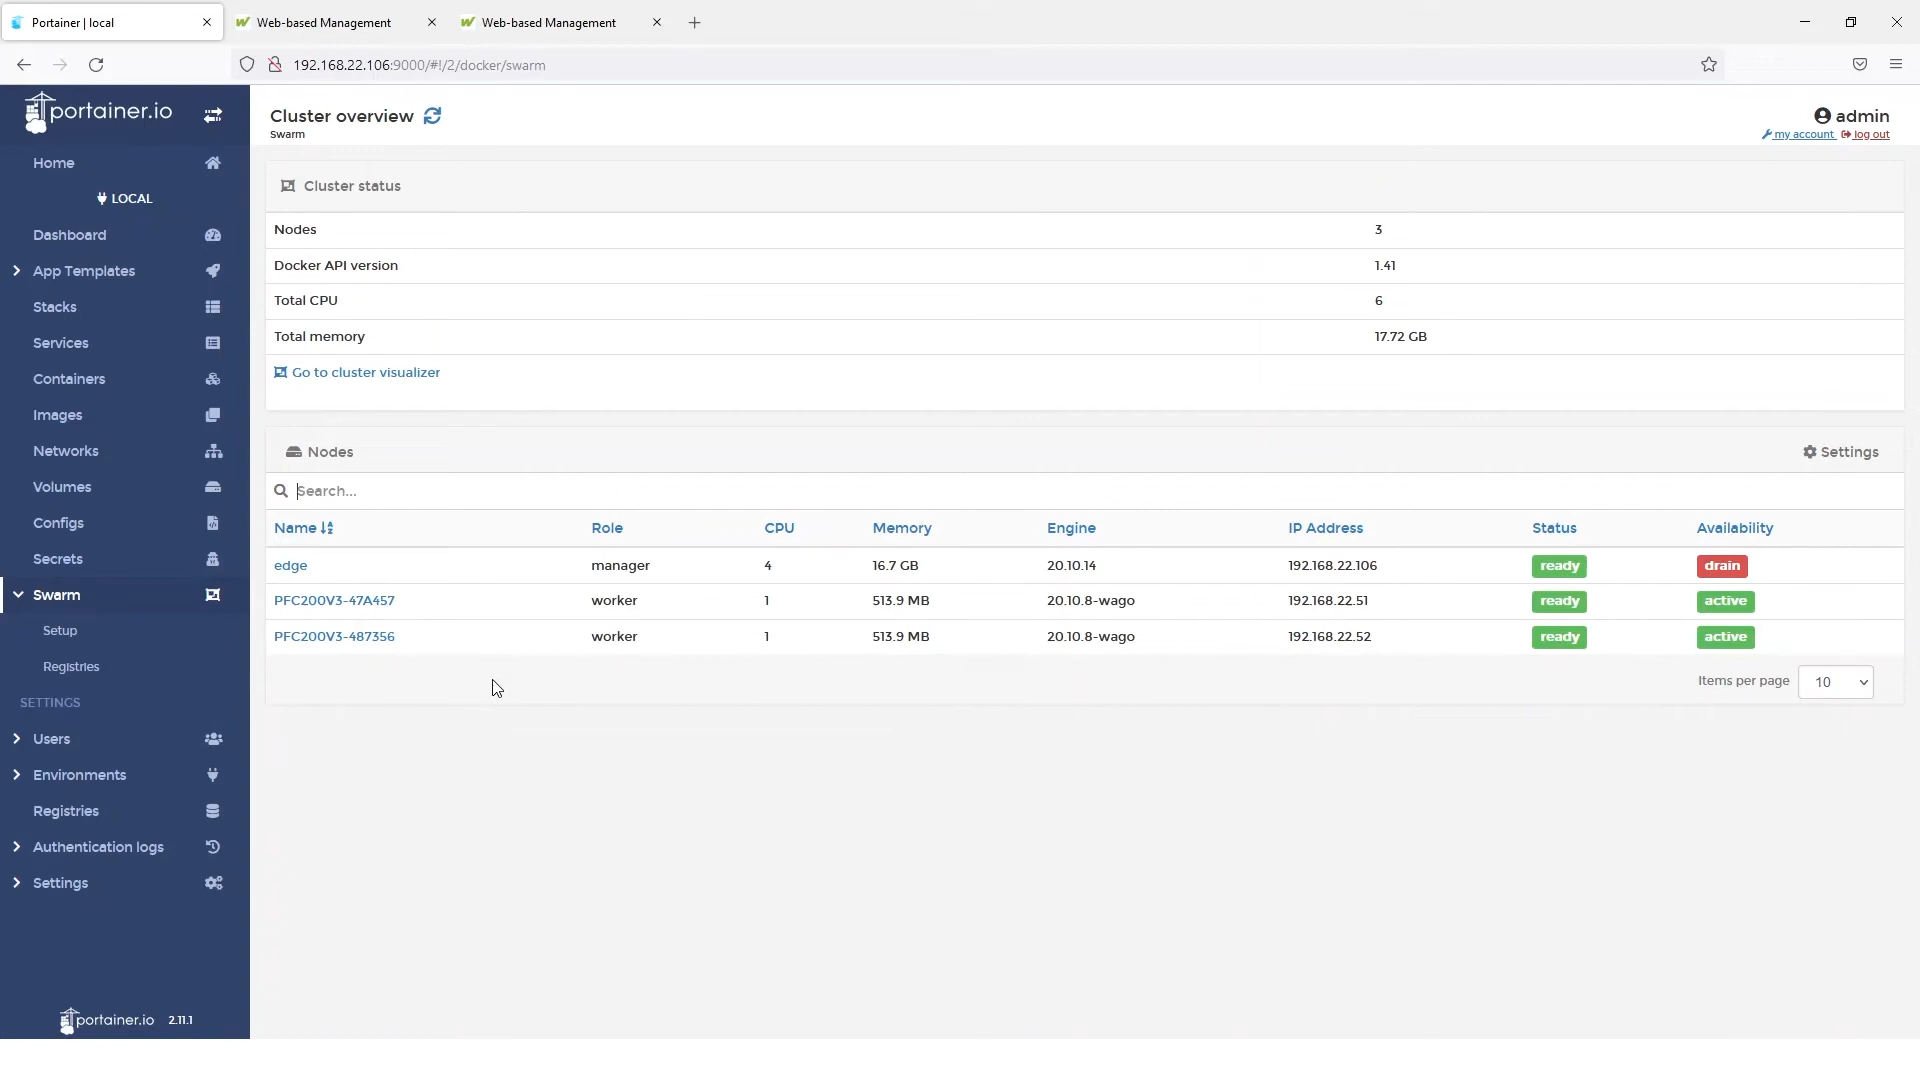 Portainer | local
Web-based Management
Web-based Management
192.168.22.106:9000/#!/2/docker/swarm
portainer.io
Home
LOCAL
Dashboard
App Templates
Stacks
Services
Containers
Images
Networks
Volumes
Configs
Secrets
Swarm
Setup
Registries
SETTINGS
Users
Environments
Registries
Authentication logs
Settings
portainer.io 2.11.1
Cluster overview
Swarm
admin
my account log out
Cluster status
Nodes 3
Docker API version 1.41
Total CPU 6
Total memory 17.72 GB
Go to cluster visualizer
Nodes Settings
Search...
Name Role CPU Memory Engine IP Address Status Availability
edge manager 4 16.7 GB 20.10.14 192.168.22.106 ready drain
PFC200V3-47A457 worker 1 513.9 MB 20.10.8-wago 192.168.22.51 ready active
PFC200V3-487356 worker 1 513.9 MB 20.10.8-wago 192.168.22.52 ready active
Items per page 10